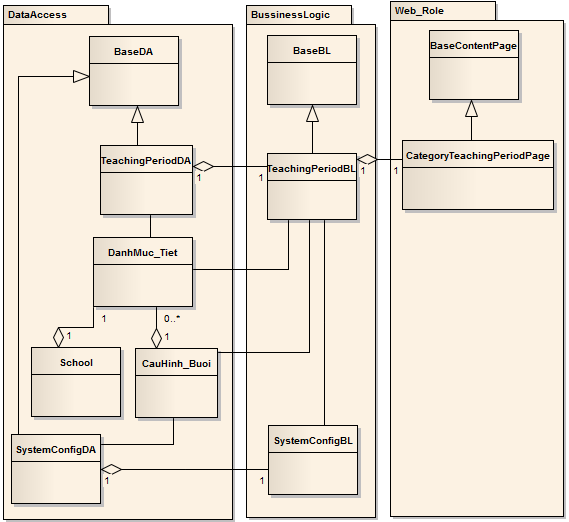 DataAccess
BussinessLogic
Web_Role
BaseDA
BaseBL
BaseContentPage
TeachingPeriodDA
TeachingPeriodBL
CategoryTeachingPeriodPage
1
1
1
1
DanhMuc_Tiet
1
0..*
1
1
School
CauHinh_Buoi
SystemConfigDA
SystemConfigBL
1
1